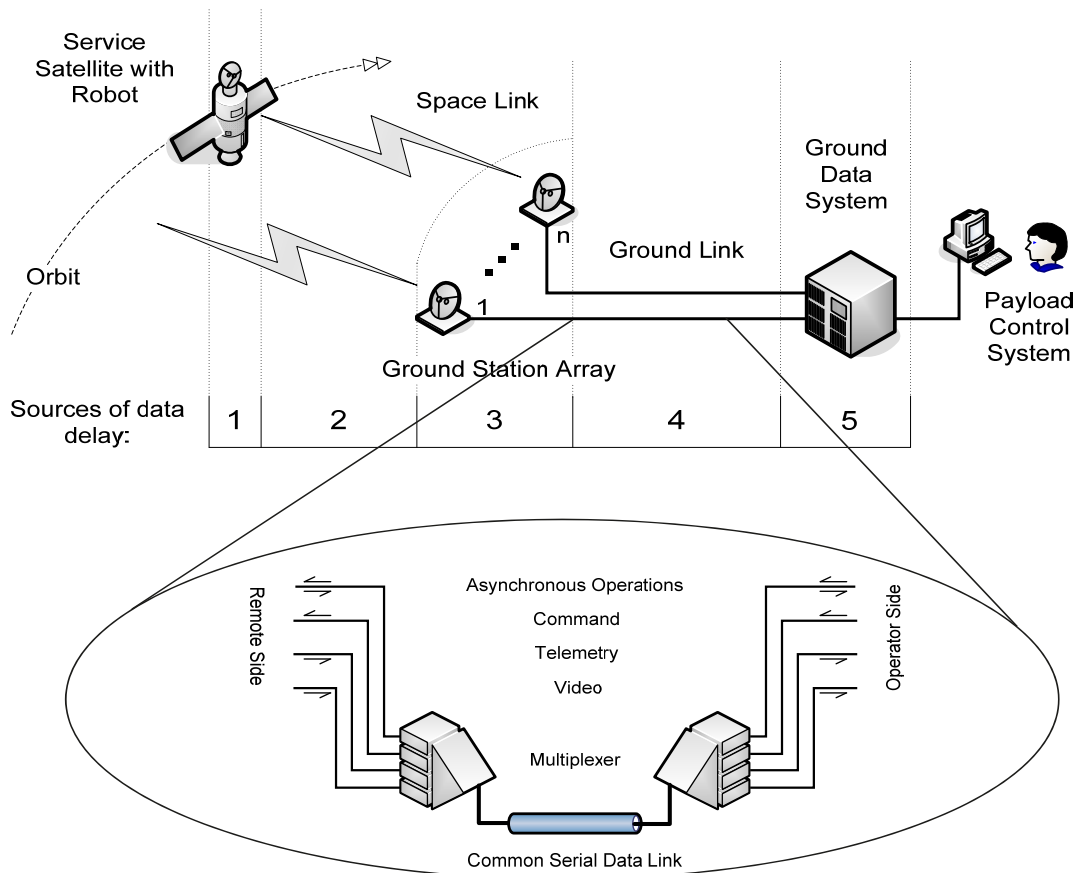 Service
Satellite with
Robot
Space Link
Ground
Data
System
n
Ground Link
Orbit
1
Payload
Control
System
Ground Station Array
Sources of data
delay:
1
2
3
4
5
Remote Side
Asynchronous Operations
Command
Telemetry
Video
Operator Side
Multiplexer
Common Serial Data Link